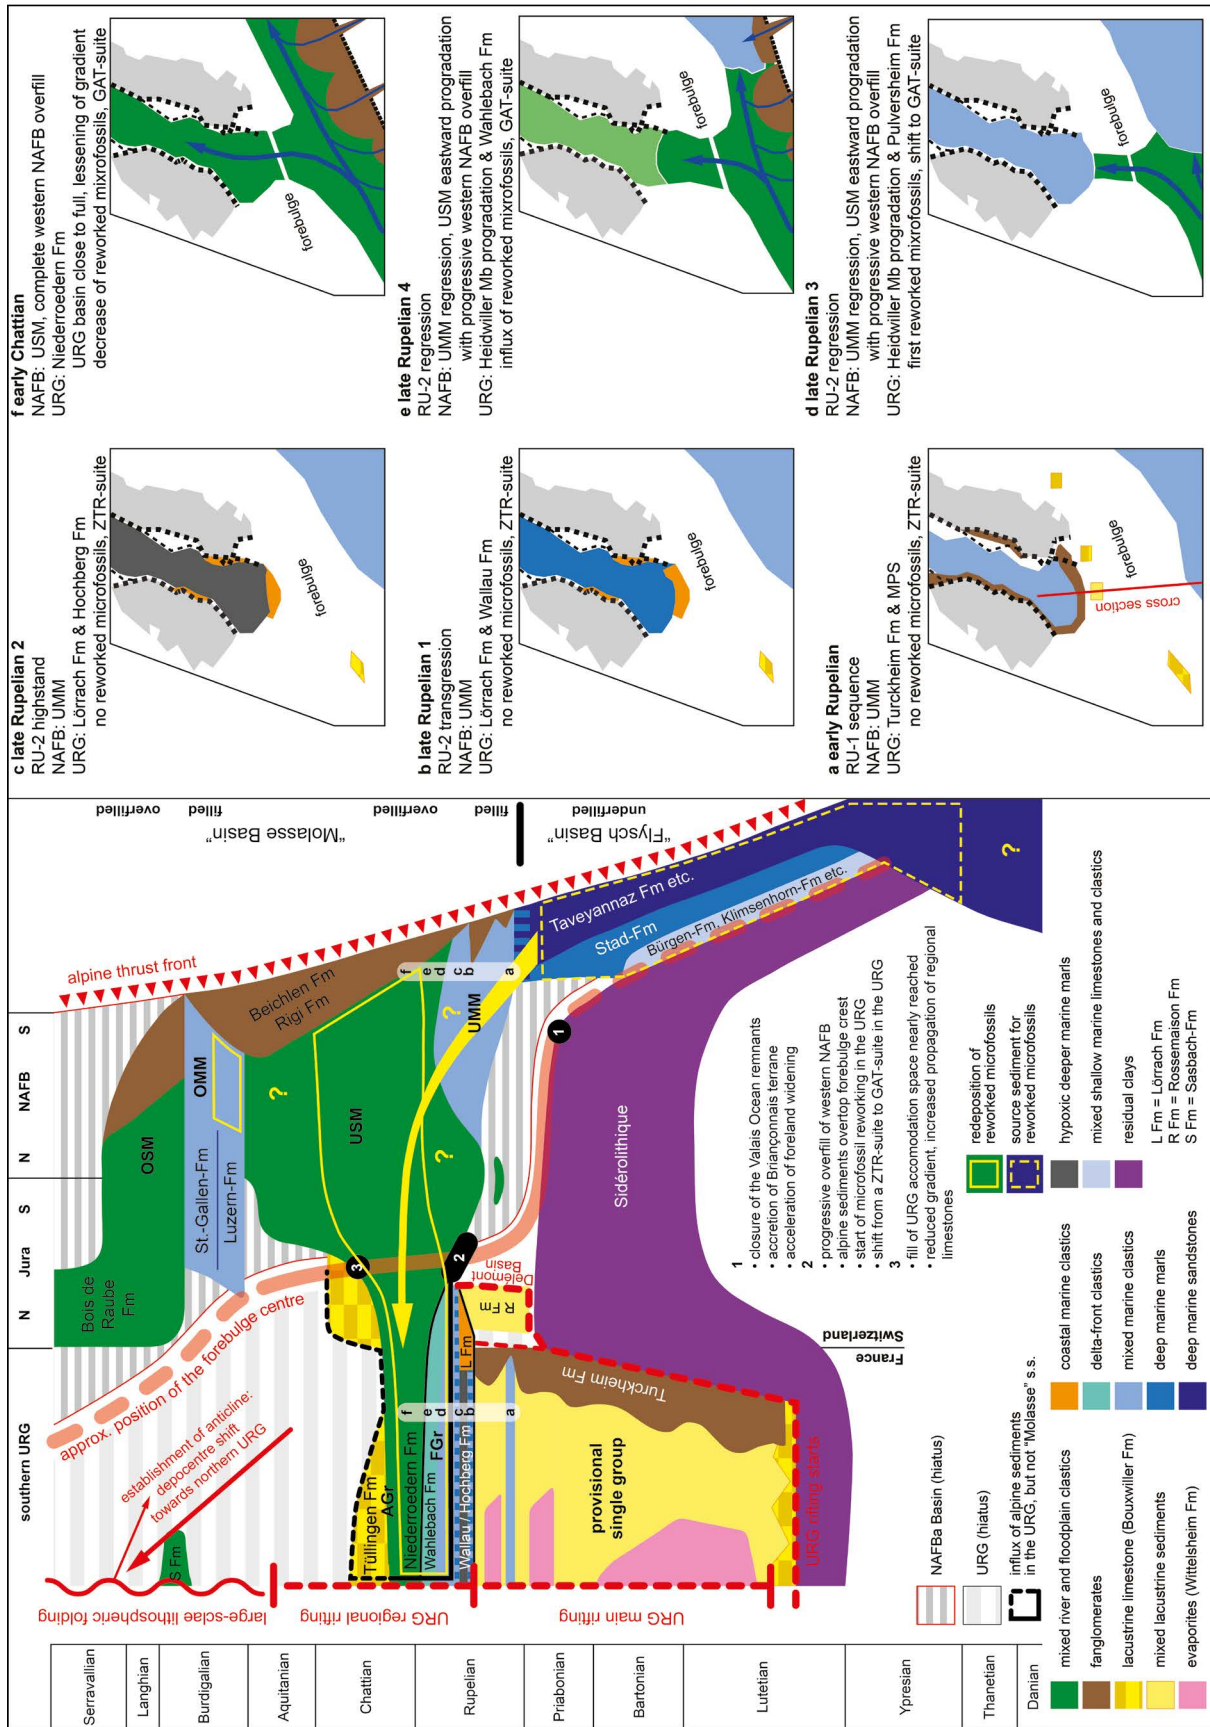 Serravallian
Langhian
Burdigalian
Aquitanian
Chattian
Rupelian
Priabonian
Bartonian
Lutetian
Ypresian
Thanetian
Danian
southern URG
N
Jura
S
N
NAFB
S
large-sclae lithospheric folding
URG regional rifting
URG main rifting
establishment of anticline:
depocentre shift
towards northern URG
approx. position of the forebulge centre
S Fm
Bois de
Raube
Fm
OSM
St.-Gallen-Fm
Luzern-Fm
OMM
Beichlen Fm
Rigi Fm
alpine thrust front
?
USM
?
?
UMM
Tüllingen Fm
AGr
Niederroedern Fm
Wahlebach Fm
FGr
Wallau / Hochberg Fm
L Fm
f
e
d
c
b
a
f
e
d
c
b
a
3
2
1
Delémont
Basin
R Fm
provisional
single group
Turckheim Fm
URG rifting starts
Sidérolithique
Taveyannaz Fm etc.
Stad-Fm
Bürgen-Fm, Klimsenhorn-Fm etc.
?
France
Switzerland
overfilled
filled
overfilled
filled
underfilled
"Molasse Basin"
"Flysch Basin"
1
• closure of the Valais Ocean remnants
• accretion of Briançonnais terrane
• acceleration of foreland widening
2
• progressive overfill of western NAFB
• alpine sediments overtop forebulge crest
• start of microfossil reworking in the URG
• shift from a ZTR-suite to GAT-suite in the URG
3
• fill of URG accomodation space nearly reached
• reduced gradient, increased propagation of regional
limestones
NAFBa Basin (hiatus)
URG (hiatus)
influx of alpine sediments
in the URG, but not "Molasse" s.s.
redeposition of
reworked microfossils
source sediment for
reworked microfossils
mixed river and floodplain clastics
fanglomerates
lacustrine limestone (Bouxwiller Fm)
mixed lacustrine sediments
evaporites (Wittelsheim Fm)
coastal marine clastics
delta-front clastics
mixed marine clastics
deep marine marls
deep marine sandstones
hypoxic deeper marine marls
mixed shallow marine limestones and clastics
residual clays
L Fm = Lörrach Fm
R Fm = Rossemaison Fm
S Fm = Sasbach-Fm
c late Rupelian 2
RU-2 highstand
NAFB: UMM
URG: Lörrach Fm & Hochberg Fm
no reworked microfossils, ZTR-suite
forebulge
b late Rupelian 1
RU-2 transgression
NAFB: UMM
URG: Lörrach Fm & Wallau Fm
no reworked microfossils, ZTR-suite
forebulge
a early Rupelian
RU-1 sequence
NAFB: UMM
URG: Turckheim Fm & MPS
no reworked microfossils, ZTR-suite
forebulge
cross section
f early Chattian
NAFB: USM, complete western NAFB overfill
URG: Niederroedern Fm
URG basin close to full, lessening of gradient
decrease of reworked mixrofossils, GAT-suite
forebulge
e late Rupelian 4
RU-2 regression
NAFB: UMM regression, USM eastward progradation
with progressive western NAFB overfill
URG: Heidwiller Mb progradation & Wahlebach Fm
influx of reworked mixrofossils, GAT-suite
forebulge
d late Rupelian 3
RU-2 regression
NAFB: UMM regression, USM eastward progradation
with progressive western NAFB overfill
URG: Heidwiller Mb progradation & Pulversheim Fm
first reworked mixrofossils, shift to GAT-suite
forebulge